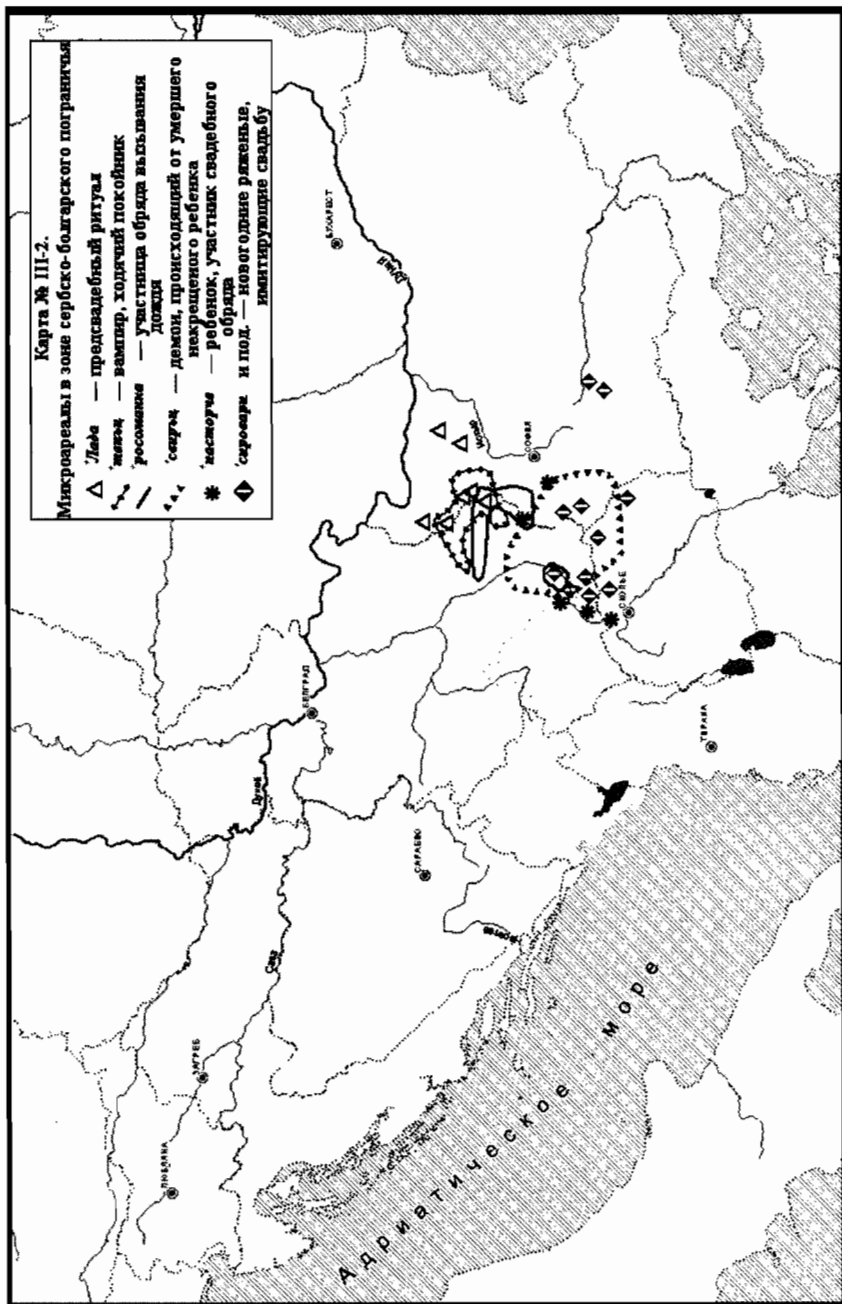 Карта № III-2.
Микроареалы в зоне сербско-болгарского пограничья
'Лада' — предсвадебный ритуал
— вампир, ходячий покойник
'росоманка' — участница обряда вызывания
дождя
— демон, происходящий от умершего
некрещеного ребенка
— ребенок, участник свадебного
обряда
'сировари' и под. — новогодние ряженые,
имитирующие свадьбу
ЛЮБЛЯНА
ЗАГРЕБ
Сава
Дунай
БЕЛГРАД
САРАЕВО
БУХАРЕСТ
Дунай
СОФИЯ
СКОПЬЕ
ТИРАНА
Адриатическое море